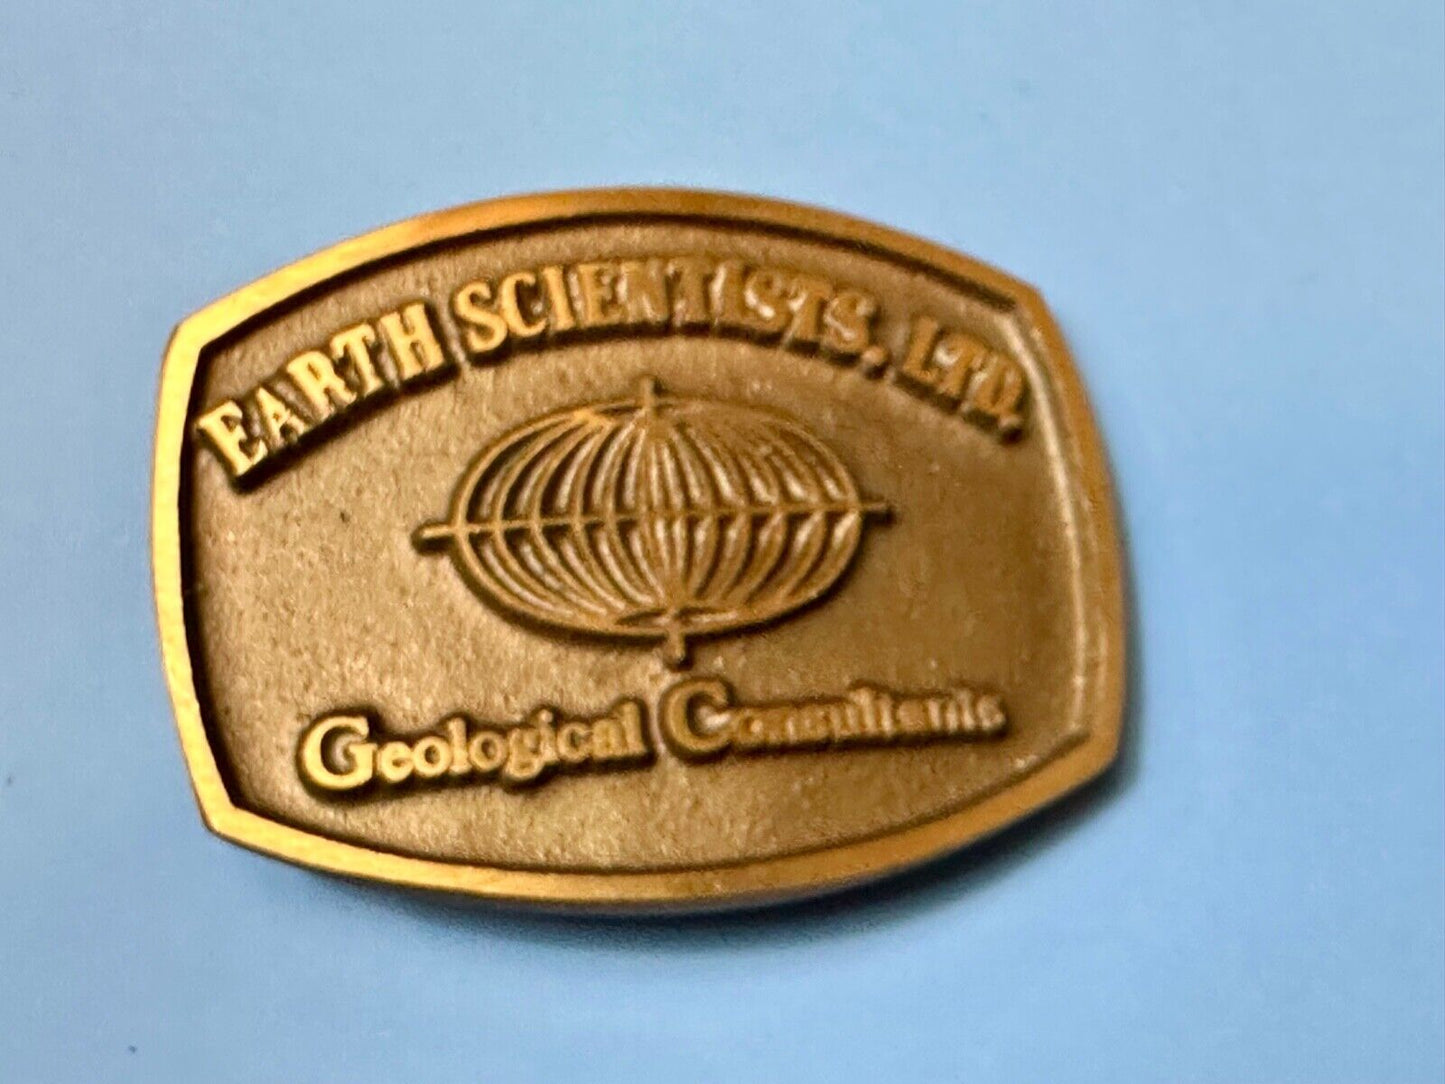 EARTH SCIENTISTS, LTD.
Geological Consultants